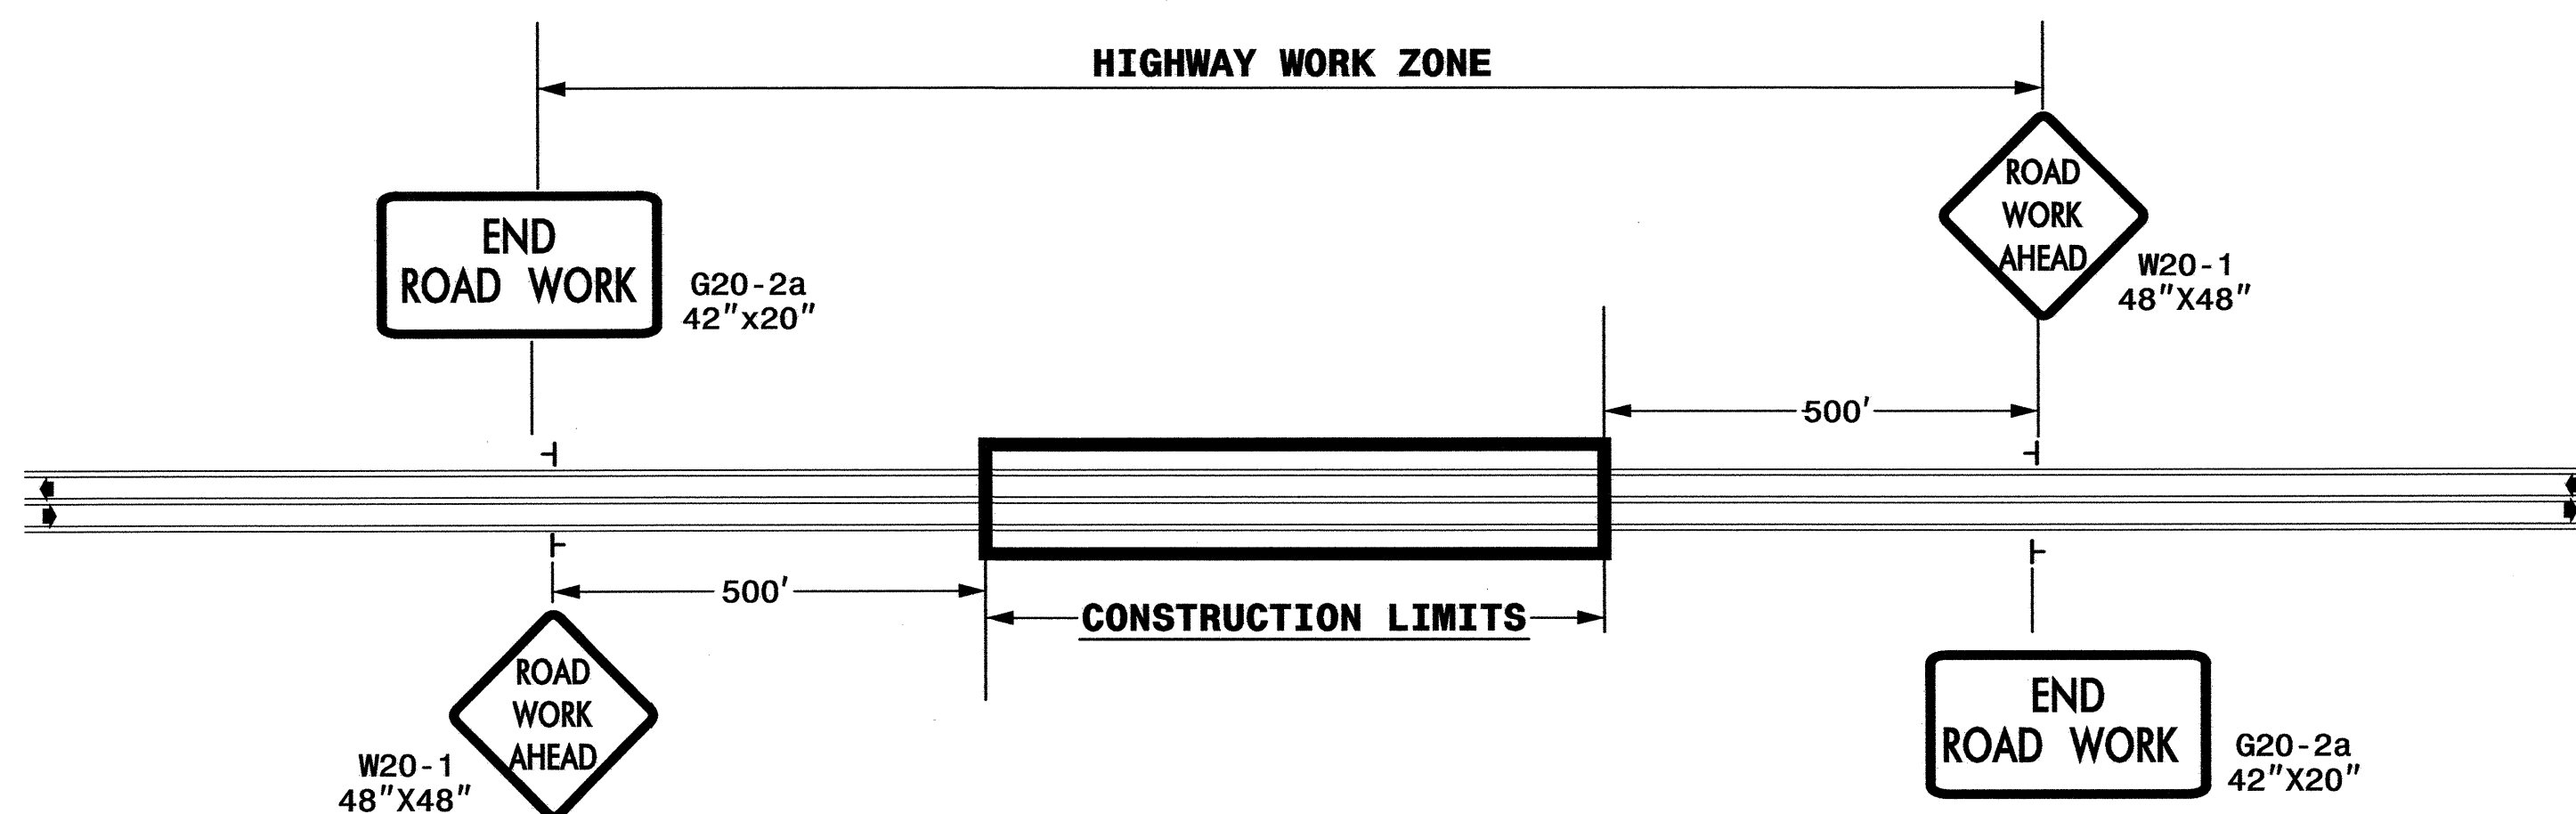 HIGHWAY WORK ZONE
END
ROAD WORK
G20-2a
42"x20"
ROAD
WORK
AHEAD
W20-1
48"X48"
500'
500'
CONSTRUCTION LIMITS
ROAD
WORK
AHEAD
W20-1
48"X48"
END
ROAD WORK
G20-2a
42"X20"